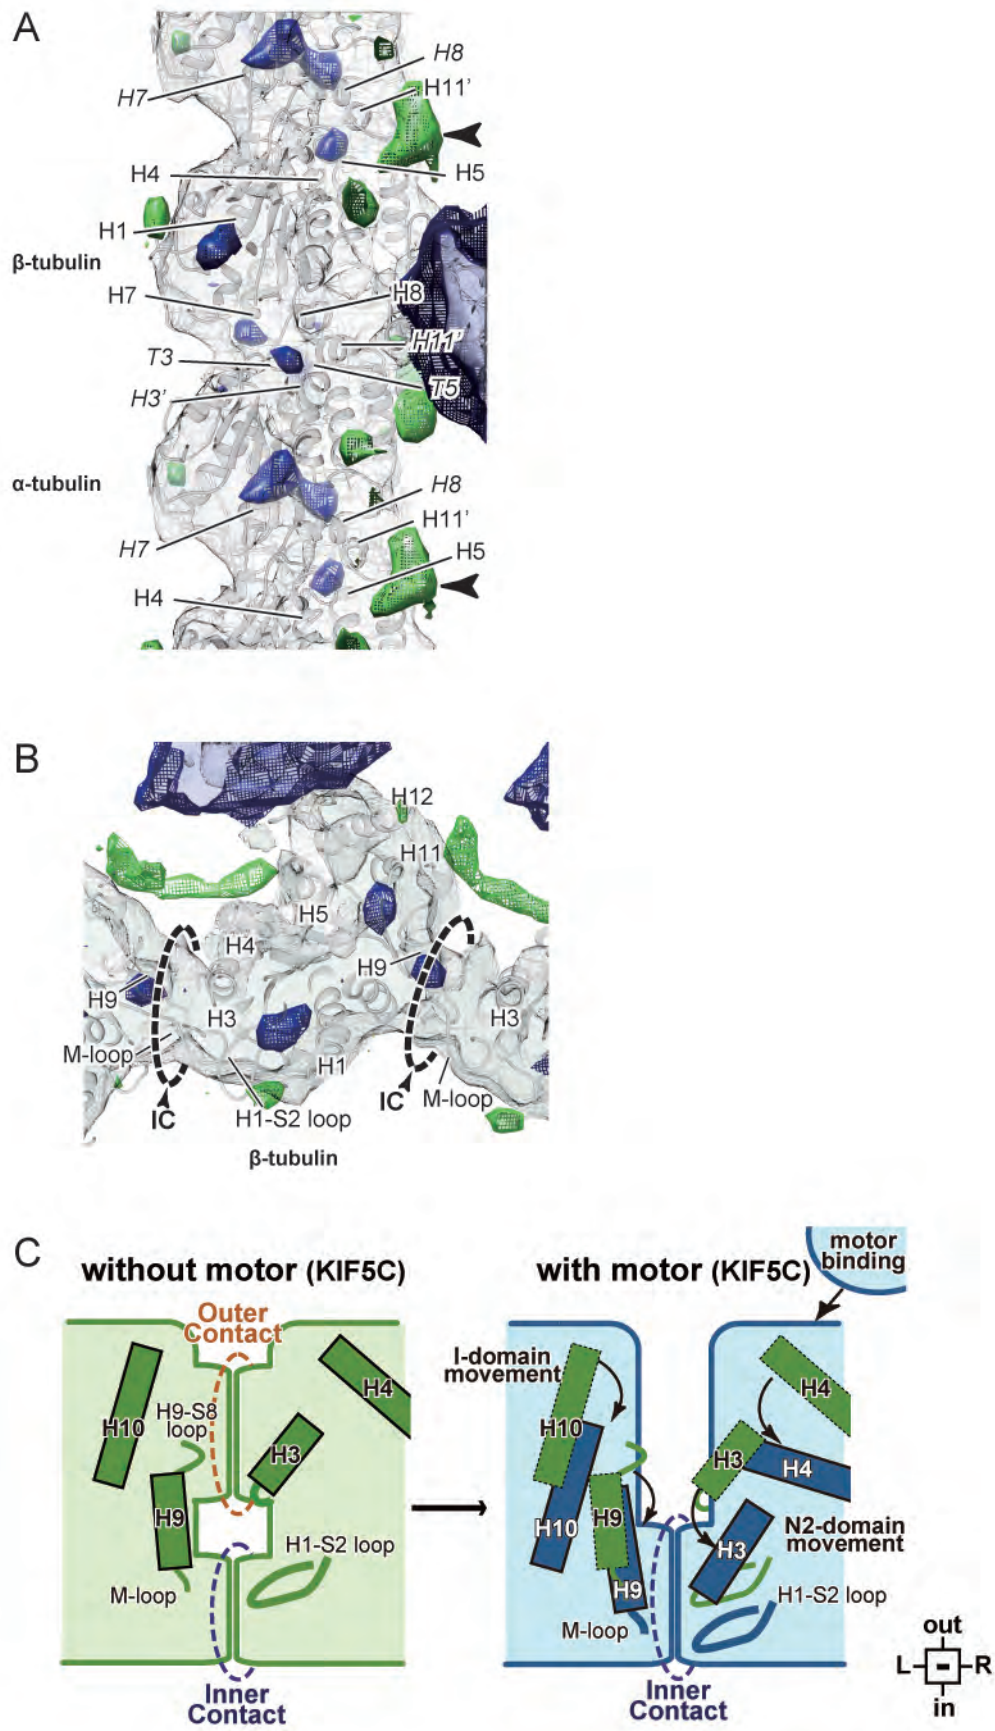 A
H8
H7
H11'
H4
H5
H1
β-tubulin
H7
H8
H11'
T3
T5
H3'
α-tubulin
H8
H11'
H7
H5
H4
B
H12
H11
H5
H4
H9
H9
H3
H3
M-loop
H1
M-loop
IC
IC
H1-S2 loop
β-tubulin
C
without motor (KIF5C)
with motor (KIF5C)
motor
binding
Outer
Contact
I-domain
movement
H4
H4
H10
H9-S8
loop
H10
H3
H3
H4
H9
H9
H10
H3
N2-domain
movement
H1-S2 loop
M-loop
H9
H1-S2 loop
M-loop
out
L
R
in
Inner
Contact
Inner
Contact